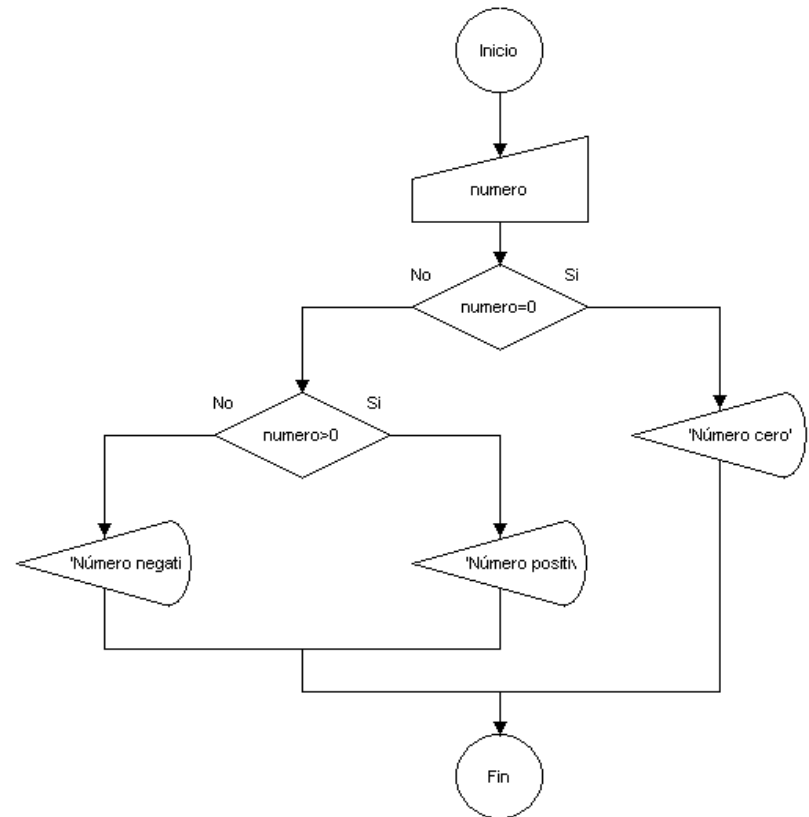 Inicio
numero
No
Si
numero=0
No
Si
numero>0
'Número cero'
'Número negati
'Número positiv
Fin